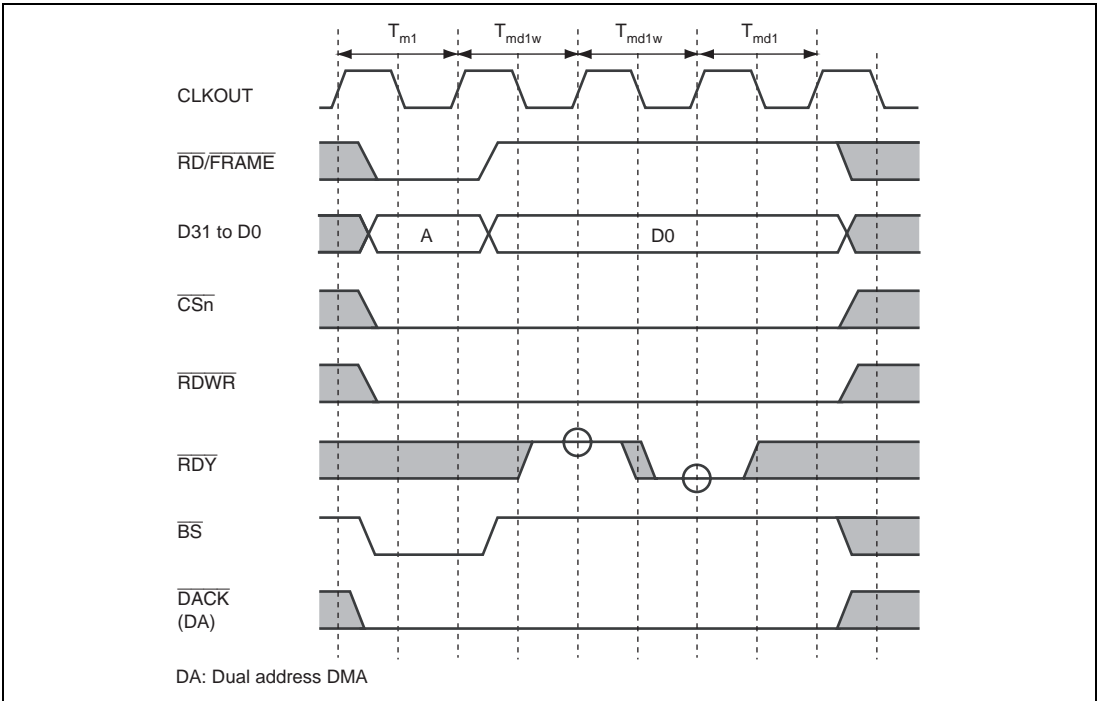 Tm1 Tmd1w Tmd1w Tmd1
CLKOUT
RD/FRAME
D31 to D0
A D0
CSn
RDWR
RDY
BS
DACK
(DA)
DA: Dual address DMA